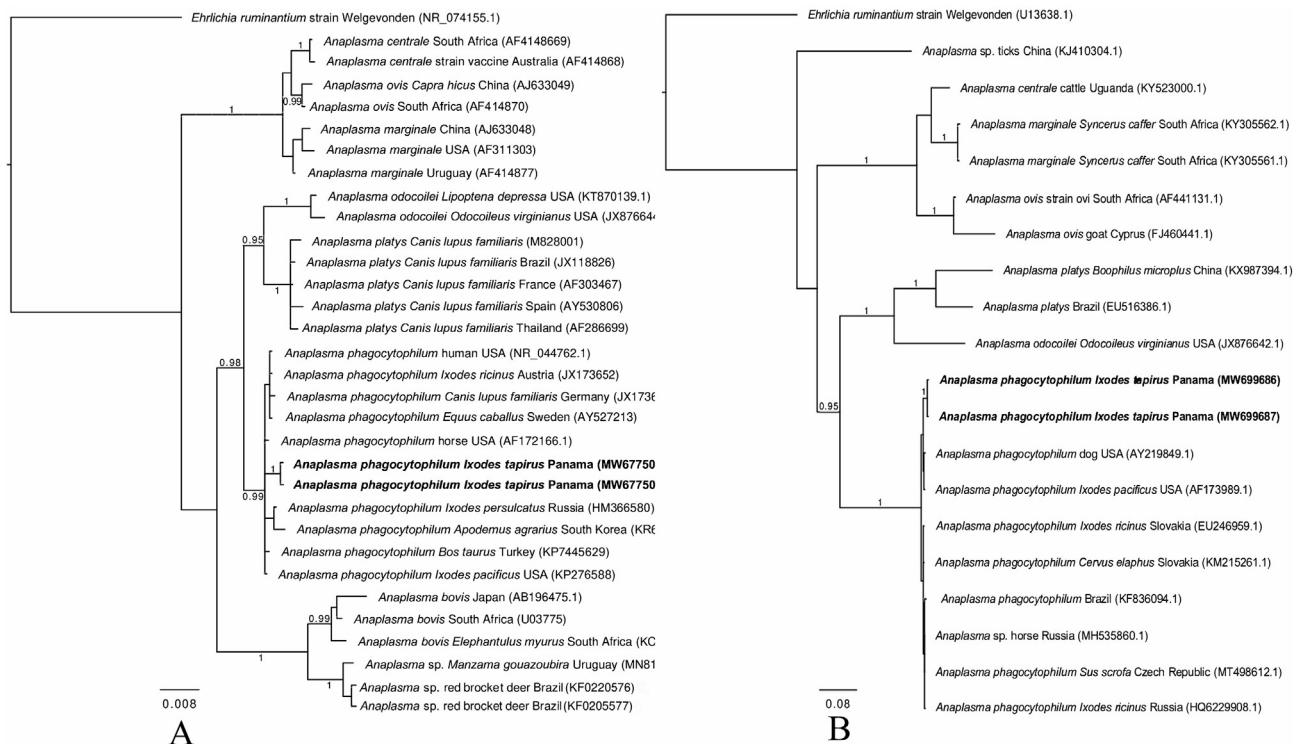 Ehrlichia ruminantium strain Welgevonden (NR_074155.1)
1
Anaplasma centrale South Africa (AF4148669)
Anaplasma centrale strain vaccine Australia (AF414868)
Anaplasma ovis Capra hicus China (AJ633049)
0.99
Anaplasma ovis South Africa (AF414870)
1
Anaplasma marginale China (AJ633048)
Anaplasma marginale USA (AF311303)
Anaplasma marginale Uruguay (AF414877)
Anaplasma odocoilei Lipoptena depressa USA (KT870139.1)
1
Anaplasma odocoilei Odocoileus virginianus USA (JX87664
0.95
Anaplasma platys Canis lupus familiaris (M828001)
Anaplasma platys Canis lupus familiaris Brazil (JX118826)
Anaplasma platys Canis lupus familiaris France (AF303467)
1
Anaplasma platys Canis lupus familiaris Spain (AY530806)
Anaplasma platys Canis lupus familiaris Thailand (AF286699)
Anaplasma phagocytophilum human USA (NR_044762.1)
0.98
Anaplasma phagocytophilum Ixodes ricinus Austria (JX173652)
Anaplasma phagocytophilum Canis lupus familiaris Germany (JX1736
Anaplasma phagocytophilum Equus caballus Sweden (AY527213)
Anaplasma phagocytophilum horse USA (AF172166.1)
Anaplasma phagocytophilum Ixodes tapirus Panama (MW67750
1
Anaplasma phagocytophilum Ixodes tapirus Panama (MW67750
0.99
Anaplasma phagocytophilum Ixodes persulcatus Russia (HM366580)
Anaplasma phagocytophilum Apodemus agrarius South Korea (KR6
Anaplasma phagocytophilum Bos taurus Turkey (KP7445629)
Anaplasma phagocytophilum Ixodes pacificus USA (KP276588)
Anaplasma bovis Japan (AB196475.1)
0.99
Anaplasma bovis South Africa (U03775)
Anaplasma bovis Elephantulus myurus South Africa (KC
1
Anaplasma sp. Manzama gouazoubira Uruguay (MN81
1
Anaplasma sp. red brocket deer Brazil (KF0220576)
Anaplasma sp. red brocket deer Brazil (KF0205577)
0.008
A
Ehrlichia ruminantium strain Welgevonden (U13638.1)
Anaplasma sp. ticks China (KJ410304.1)
Anaplasma centrale cattle Uguanda (KY523000.1)
Anaplasma marginale Syncerus caffer South Africa (KY305562.1)
1
Anaplasma marginale Syncerus caffer South Africa (KY305561.1)
1
Anaplasma ovis strain ovi South Africa (AF441131.1)
1
Anaplasma ovis goat Cyprus (FJ460441.1)
Anaplasma platys Boophilus microplus China (KX987394.1)
1
1
Anaplasma platys Brazil (EU516386.1)
Anaplasma odocoilei Odocoileus virginianus USA (JX876642.1)
Anaplasma phagocytophilum Ixodes Panama (MW699686)
1
0.95
Anaplasma phagocytophilum Ixodes tapirus Panama (MW699687)
Anaplasma phagocytophilum dog USA (AY219849.1)
Anaplasma phagocytophilum Ixodes pacificus USA (AF173989.1)
1
Anaplasma phagocytophilum Ixodes ricinus Slovakia (EU246959.1)
Anaplasma phagocytophilum Cervus elaphus Slovakia (KM215261.1)
Anaplasma phagocytophilum Brazil (KF836094.1)
Anaplasma sp. horse Russia (MH535860.1)
Anaplasma phagocytophilum Sus scrofa Czech Republic (MT498612.1)
Anaplasma phagocytophilum Ixodes ricinus Russia (HQ6229908.1)
0.08
B